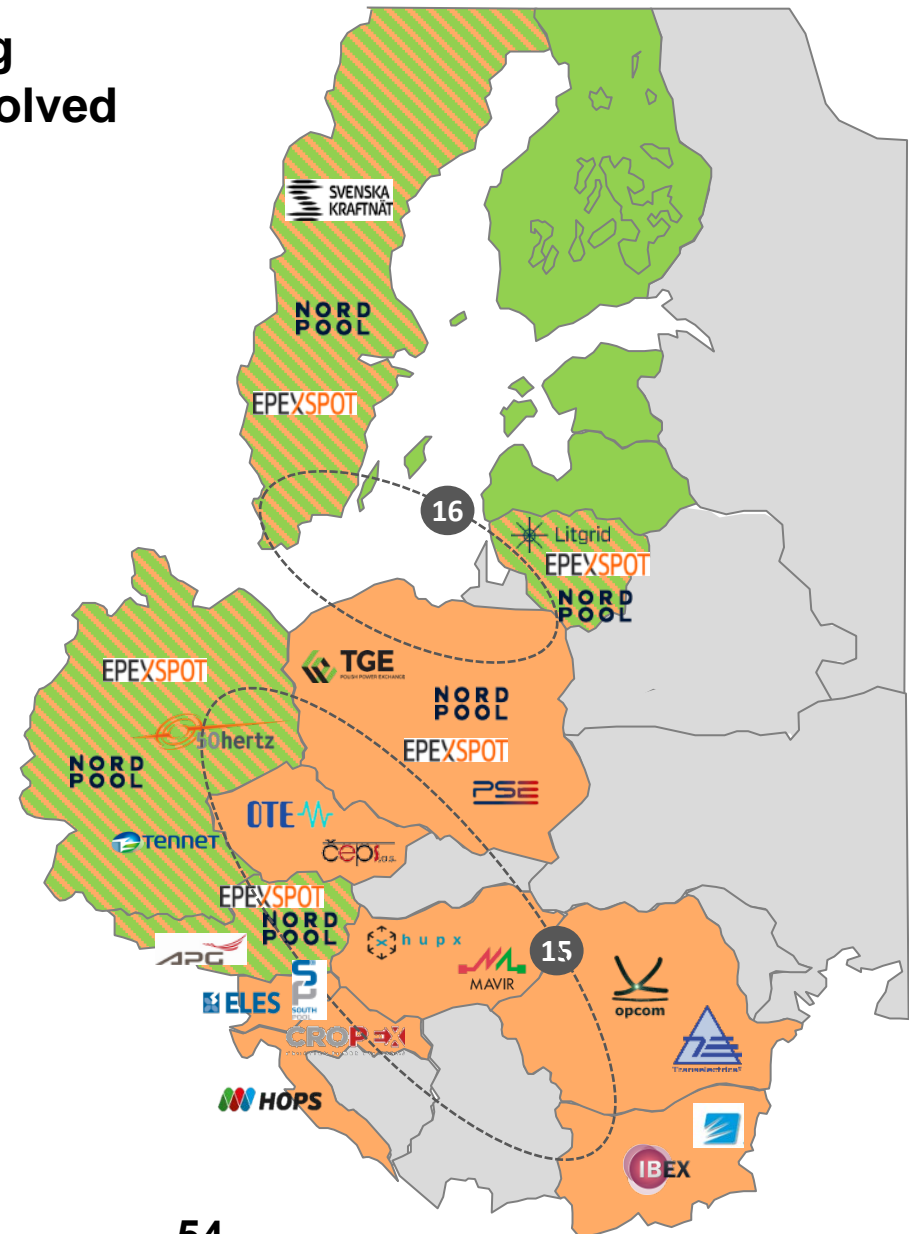 g
olved
SVENSKA
KRAFTNÄT
NORD
POOL
EPEXSPOT
16
Litgrid
EPEXSPOT
NORD
POOL
TGE
POLISH POWER EXCHANGE
EPEXSPOT
NORD
POOL
50hertz
EPEXSPOT
NORD
POOL
PSE
OTE
TENNET
čeps, a.s.
EPEXSPOT
NORD
POOL
hupx
APG
MAVIR
15
opcom
ELES
SP
SOUTH
POOL
CROPEX
Transelectrica®
HOPS
IBEX
54